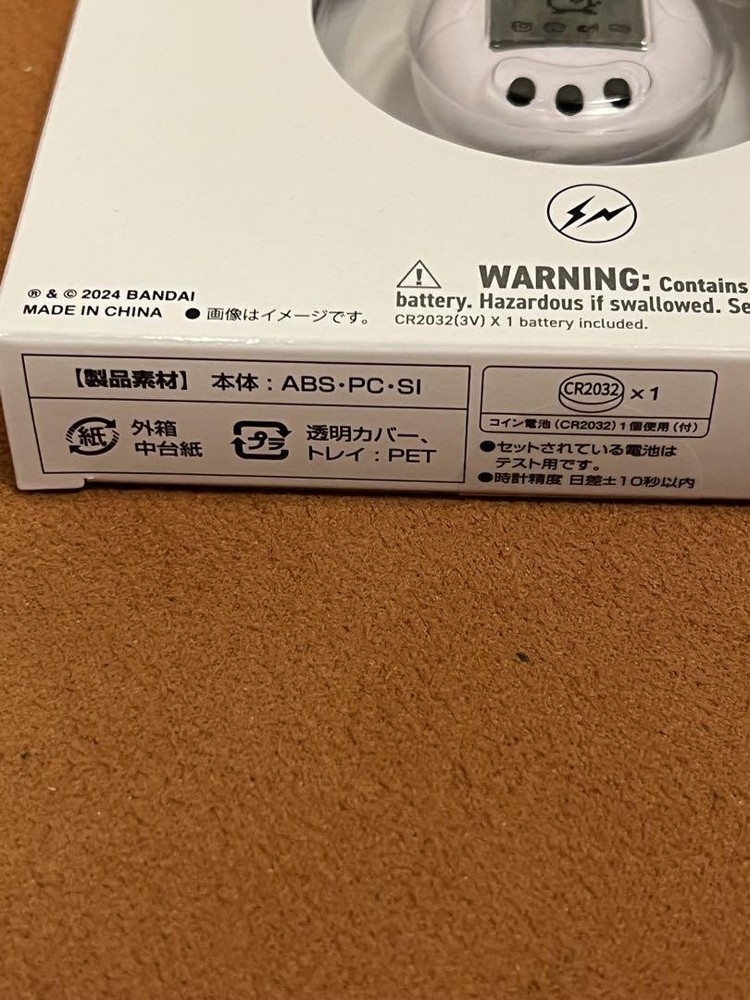 WARNING: Contains
battery. Hazardous if swallowed. Se
CR2032(3V) X 1 battery included.
® & © 2024 BANDAI
MADE IN CHINA ●画像はイメージです。
【製品素材】 本体：ABS・PC・SI
紙 外箱
中台紙
プラ 透明カバー、
トレイ：PET
CR2032 ×1
コイン電池（CR2032）1個使用（付）
●セットされている電池は
テスト用です。
●時計精度 日差±10秒以内